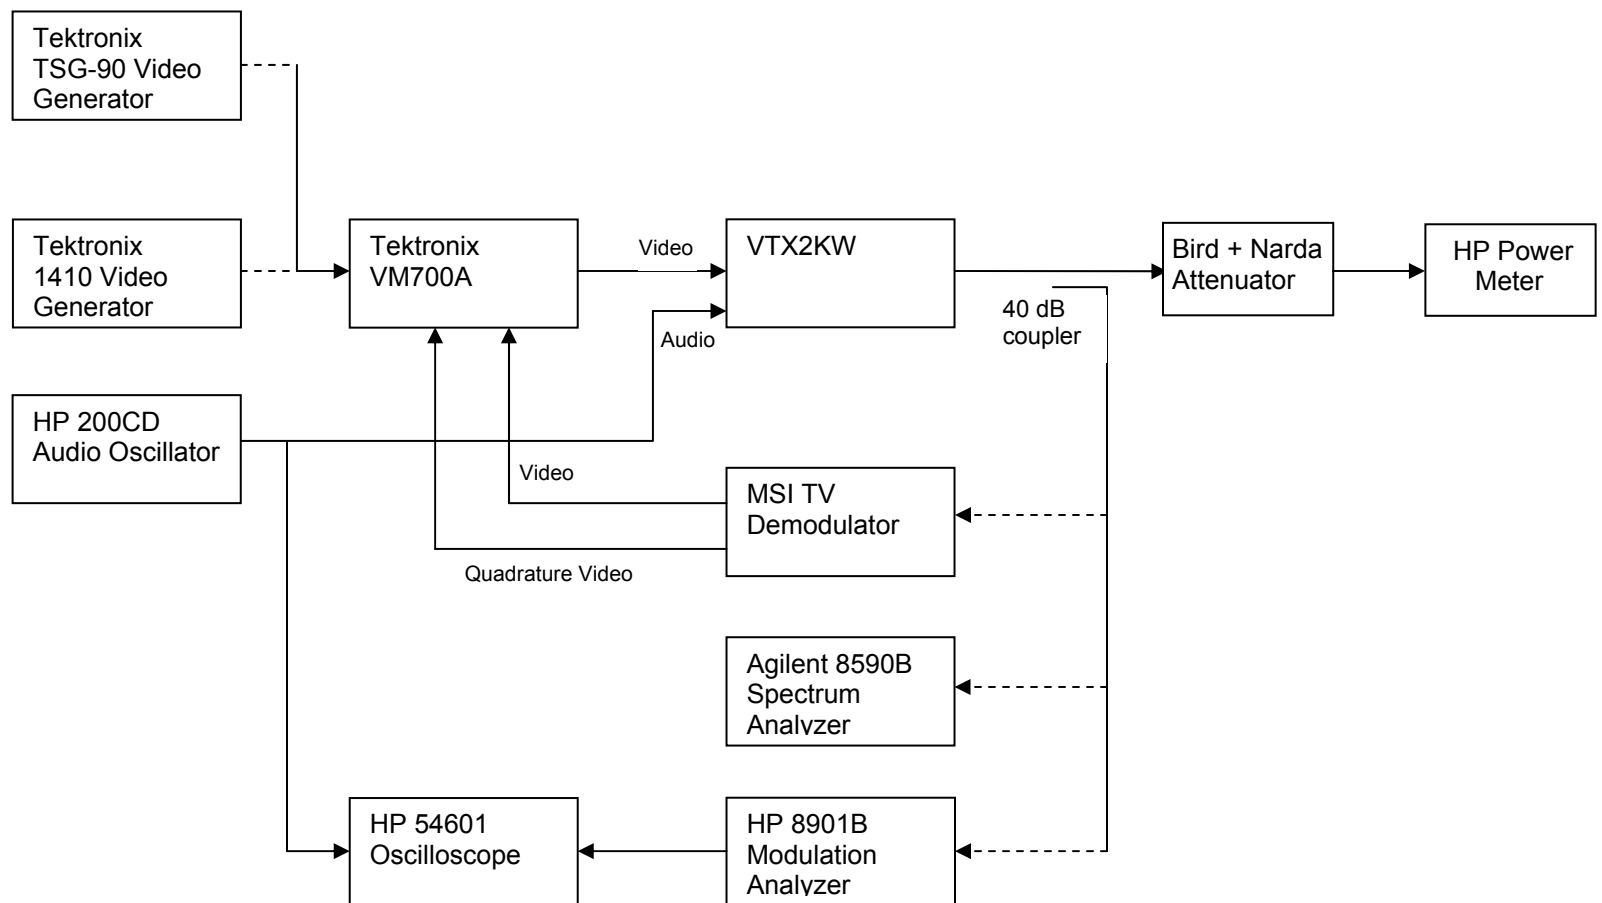 Tektronix
TSG-90 Video
Generator
Tektronix
1410 Video
Generator
Tektronix
VM700A
Video
VTX2KW
Bird + Narda
Attenuator
HP Power
Meter
40 dB
coupler
Audio
HP 200CD
Audio Oscillator
Video
MSI TV
Demodulator
Quadrature Video
Agilent 8590B
Spectrum
Analyzer
HP 54601
Oscilloscope
HP 8901B
Modulation
Analyzer